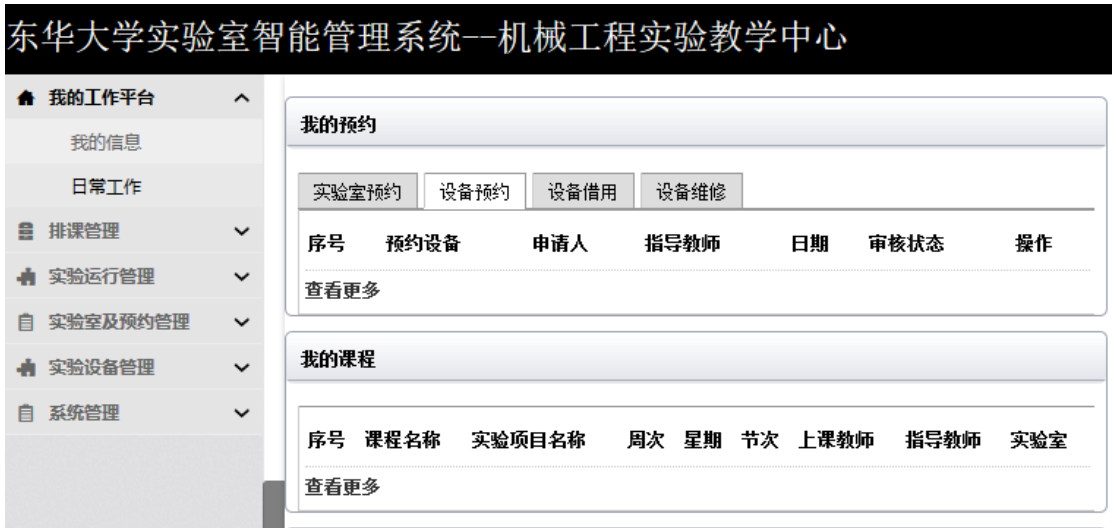 东华大学实验室智能管理系统--机械工程实验教学中心
我的工作平台
我的信息
日常工作
排课管理
实验运行管理
实验室及预约管理
实验设备管理
系统管理
我的预约
实验室预约 设备预约 设备借用 设备维修
序号 预约设备 申请人 指导教师 日期 审核状态 操作
查看更多
我的课程
序号 课程名称 实验项目名称 周次 星期 节次 上课教师 指导教师 实验室
查看更多